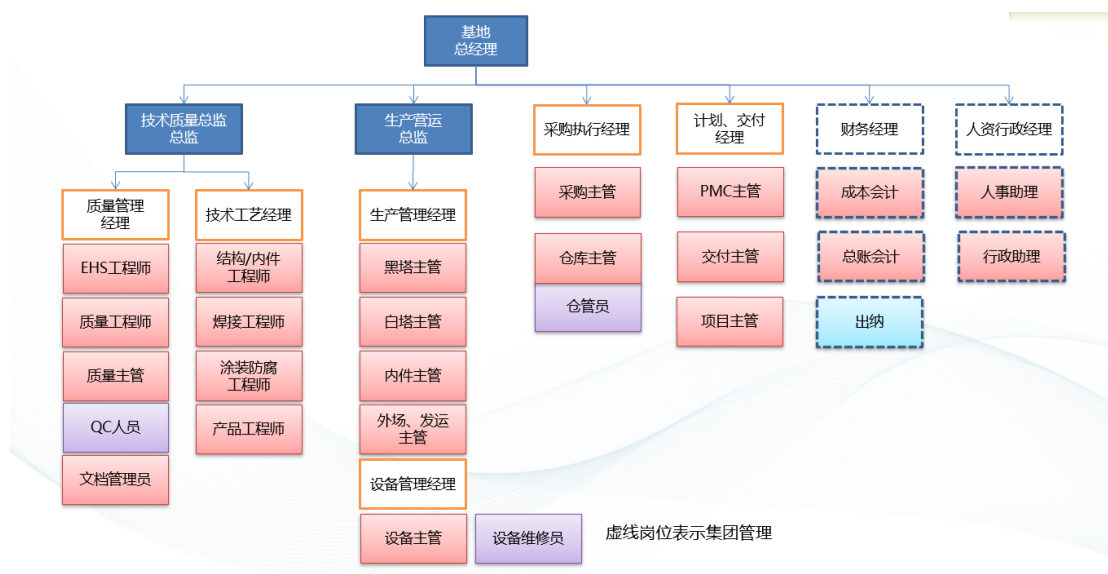 基地
总经理
技术质量总监
总监
生产营运
总监
采购执行经理
计划、交付
经理
财务经理
人资行政经理
质量管理
经理
EHS工程师
质量工程师
质量主管
QC人员
文档管理员
技术工艺经理
结构/内件
工程师
焊接工程师
涂装防腐
工程师
产品工程师
生产管理经理
黑塔主管
白塔主管
内件主管
外场、发运
主管
设备管理经理
设备主管
设备维修员
采购主管
仓库主管
仓管员
PMC主管
交付主管
项目主管
成本会计
总账会计
出纳
人事助理
行政助理
虚线岗位表示集团管理